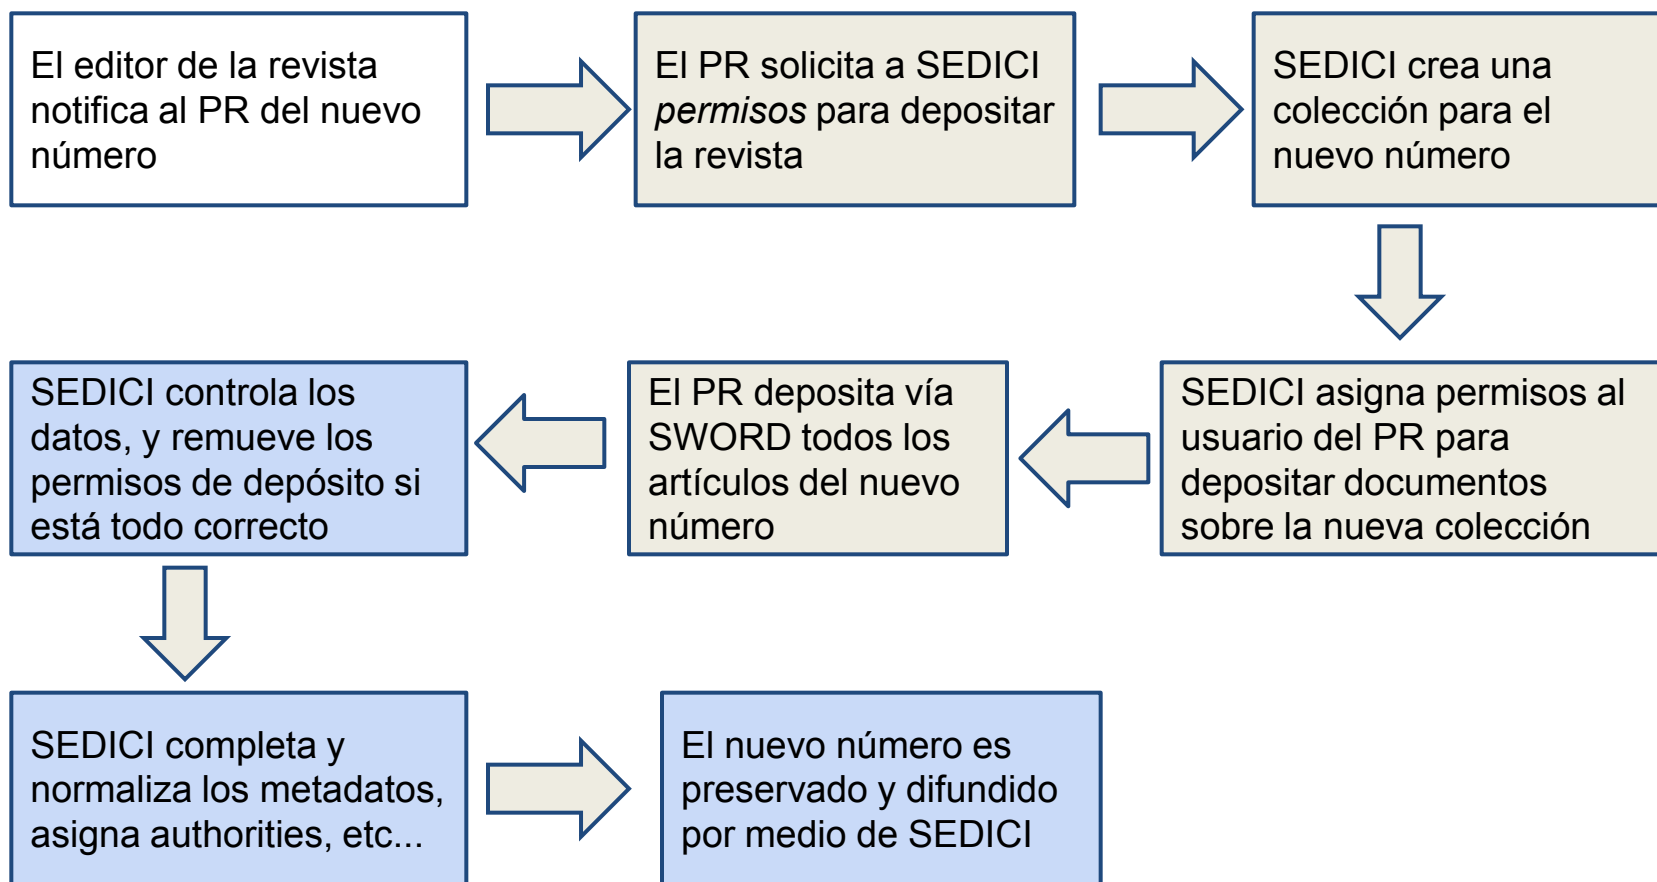 El editor de la revista
notifica al PR del nuevo
número
El PR solicita a SEDICI
permisos para depositar
la revista
SEDICI crea una
colección para el
nuevo número
SEDICI asigna permisos al
usuario del PR para
depositar documentos
sobre la nueva colección
El PR deposita vía
SWORD todos los
artículos del nuevo
número
SEDICI controla los
datos, y remueve los
permisos de depósito si
está todo correcto
SEDICI completa y
normaliza los metadatos,
asigna authorities, etc...
El nuevo número es
preservado y difundido
por medio de SEDICI